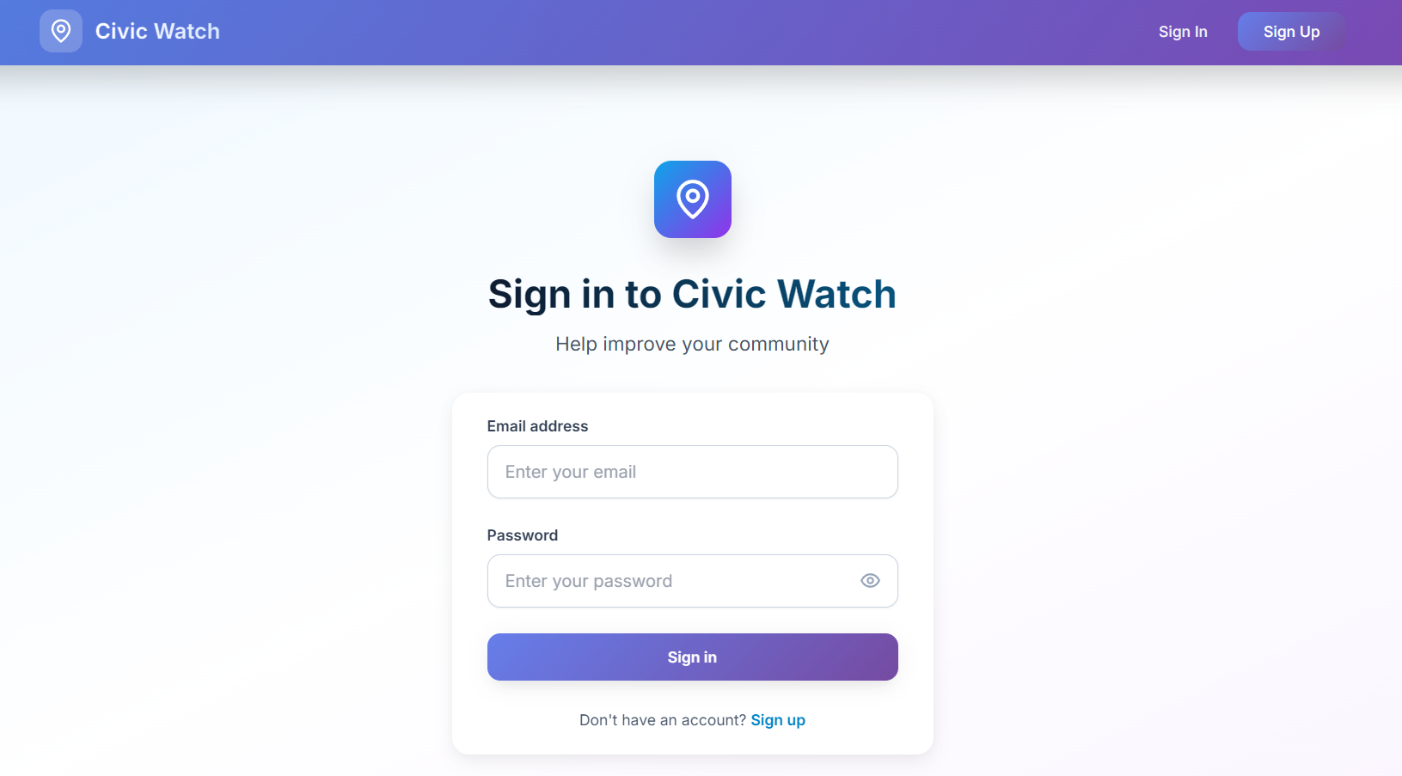 Civic Watch
Sign In
Sign Up
Sign in to Civic Watch
Help improve your community
Email address
Enter your email
Password
Enter your password
Sign in
Don't have an account? Sign up